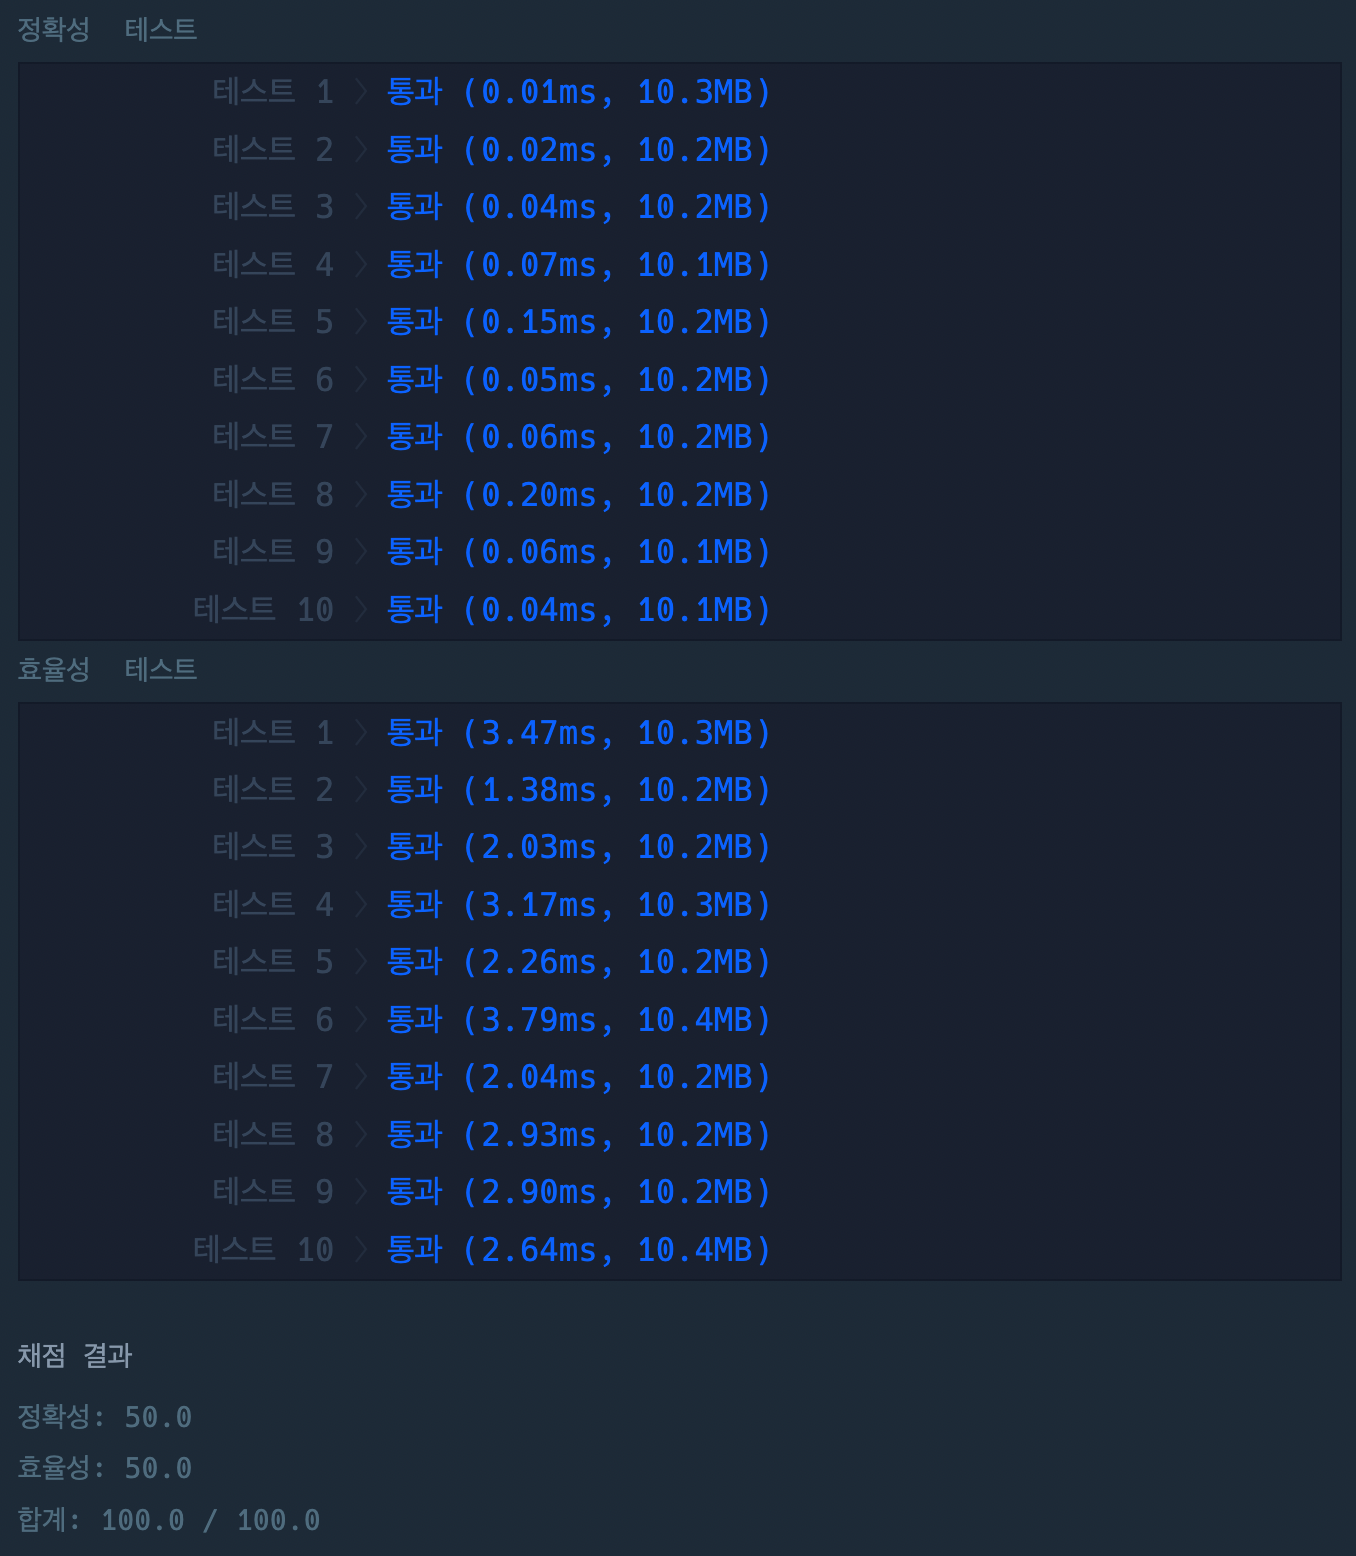 정확성 테스트
테스트 1 〉 통과 (0.01ms, 10.3MB)
테스트 2 〉 통과 (0.02ms, 10.2MB)
테스트 3 〉 통과 (0.04ms, 10.2MB)
테스트 4 〉 통과 (0.07ms, 10.1MB)
테스트 5 〉 통과 (0.15ms, 10.2MB)
테스트 6 〉 통과 (0.05ms, 10.2MB)
테스트 7 〉 통과 (0.06ms, 10.2MB)
테스트 8 〉 통과 (0.20ms, 10.2MB)
테스트 9 〉 통과 (0.06ms, 10.1MB)
테스트 10 〉 통과 (0.04ms, 10.1MB)
효율성 테스트
테스트 1 〉 통과 (3.47ms, 10.3MB)
테스트 2 〉 통과 (1.38ms, 10.2MB)
테스트 3 〉 통과 (2.03ms, 10.2MB)
테스트 4 〉 통과 (3.17ms, 10.3MB)
테스트 5 〉 통과 (2.26ms, 10.2MB)
테스트 6 〉 통과 (3.79ms, 10.4MB)
테스트 7 〉 통과 (2.04ms, 10.2MB)
테스트 8 〉 통과 (2.93ms, 10.2MB)
테스트 9 〉 통과 (2.90ms, 10.2MB)
테스트 10 〉 통과 (2.64ms, 10.4MB)
채점 결과
정확성: 50.0
효율성: 50.0
합계: 100.0 / 100.0